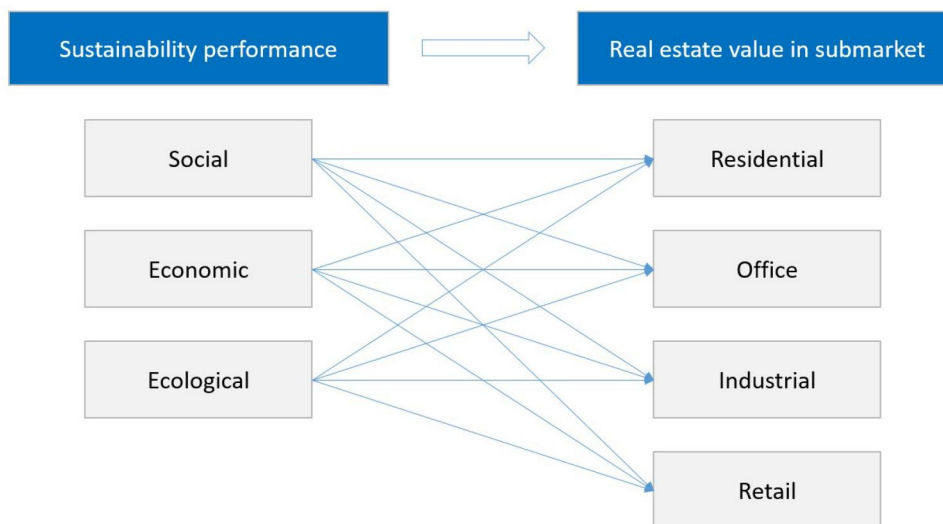 Sustainability performance
Real estate value in submarket
Social
Residential
Economic
Office
Ecological
Industrial
Retail